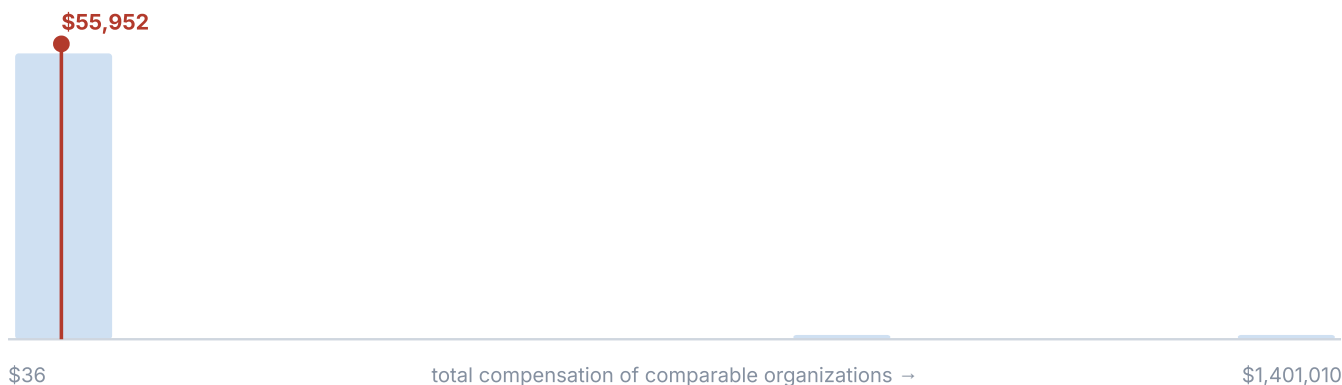 $55,952
$36
total compensation of comparable organizations →
$1,401,010